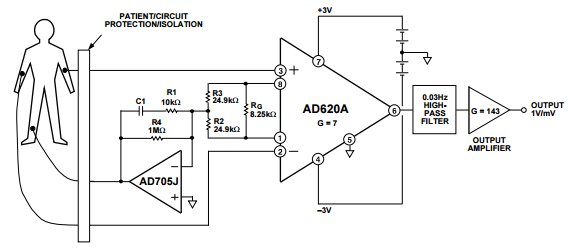 PATIENT/CIRCUIT
PROTECTION/ISOLATION
+3V
C1
R1
10kΩ
R4
1MΩ
R3
24.9kΩ
R2
24.9kΩ
RG
8.25kΩ
3
+
8
1
2
–
7
AD620A
G = 7
6
5
4
0.03Hz
HIGH-
PASS
FILTER
G = 143
OUTPUT
1V/mV
OUTPUT
AMPLIFIER
–
AD705J
+
–3V